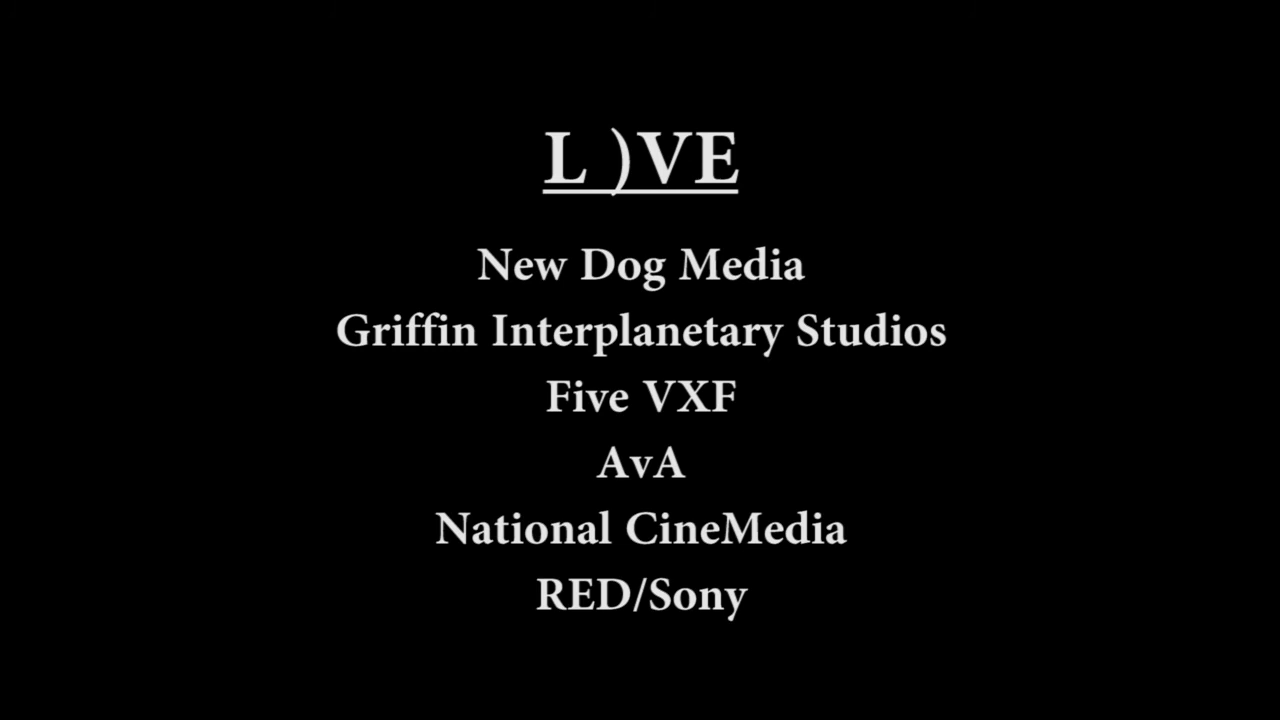 L )VE
New Dog Media
Griffin Interplanetary Studios
Five VXF
AvA
National CineMedia
RED/Sony